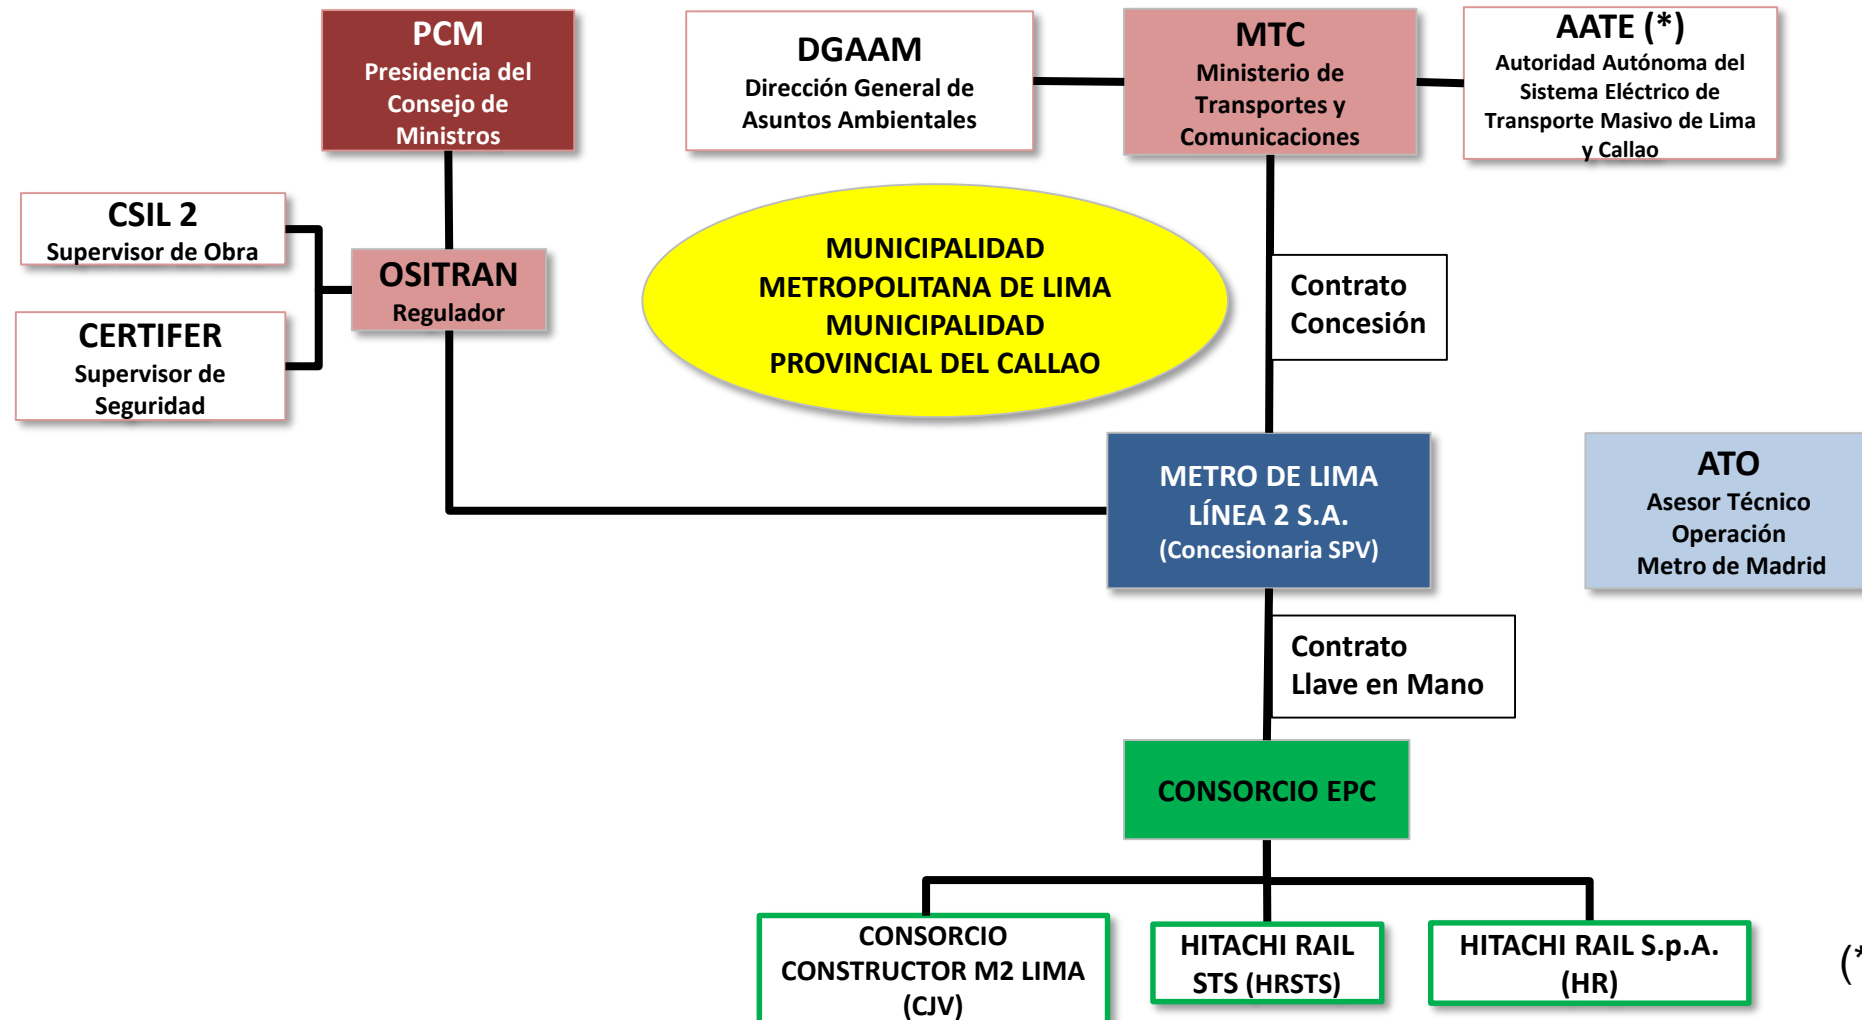 PCM
Presidencia del
Consejo de
Ministros
DGAAM
Dirección General de
Asuntos Ambientales
MTC
Ministerio de
Transportes y
Comunicaciones
AATE (*)
Autoridad Autónoma del
Sistema Eléctrico de
Transporte Masivo de Lima
y Callao
CSIL 2
Supervisor de Obra
OSITRAN
Regulador
CERTIFER
Supervisor de
Seguridad
MUNICIPALIDAD
METROPOLITANA DE LIMA
MUNICIPALIDAD
PROVINCIAL DEL CALLAO
Contrato
Concesión
METRO DE LIMA
LÍNEA 2 S.A.
(Concesionaria SPV)
ATO
Asesor Técnico
Operación
Metro de Madrid
Contrato
Llave en Mano
CONSORCIO EPC
CONSORCIO
CONSTRUCTOR M2 LIMA
(CJV)
HITACHI RAIL
STS (HRSTS)
HITACHI RAIL S.p.A.
(HR)
(*